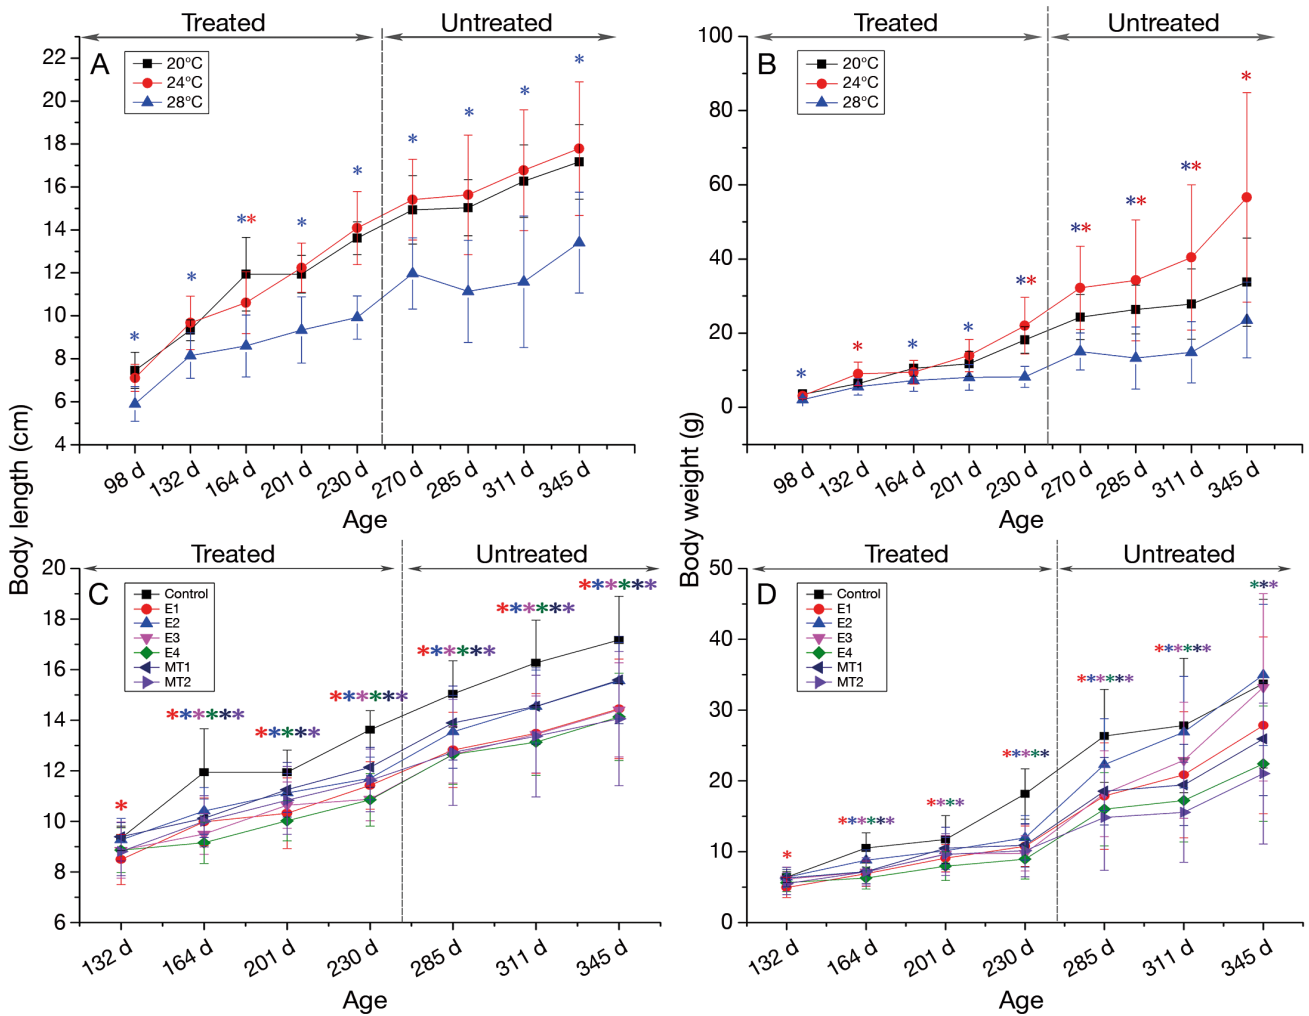 Treated Untreated
A
20°C
24°C
28°C
22
20
18
16
14
12
10
8
6
4
98 d 132 d 164 d 201 d 230 d 270 d 285 d 311 d 345 d
Age
Treated Untreated
B
20°C
24°C
28°C
100
80
60
40
20
0
98 d 132 d 164 d 201 d 230 d 270 d 285 d 311 d 345 d
Age
Body length (cm)
Body weight (g)
Treated Untreated
C
Control
E1
E2
E3
E4
MT1
MT2
20
18
16
14
12
10
8
6
132 d 164 d 201 d 230 d 285 d 311 d 345 d
Age
Treated Untreated
D
Control
E1
E2
E3
E4
MT1
MT2
50
40
30
20
10
0
132 d 164 d 201 d 230 d 285 d 311 d 345 d
Age